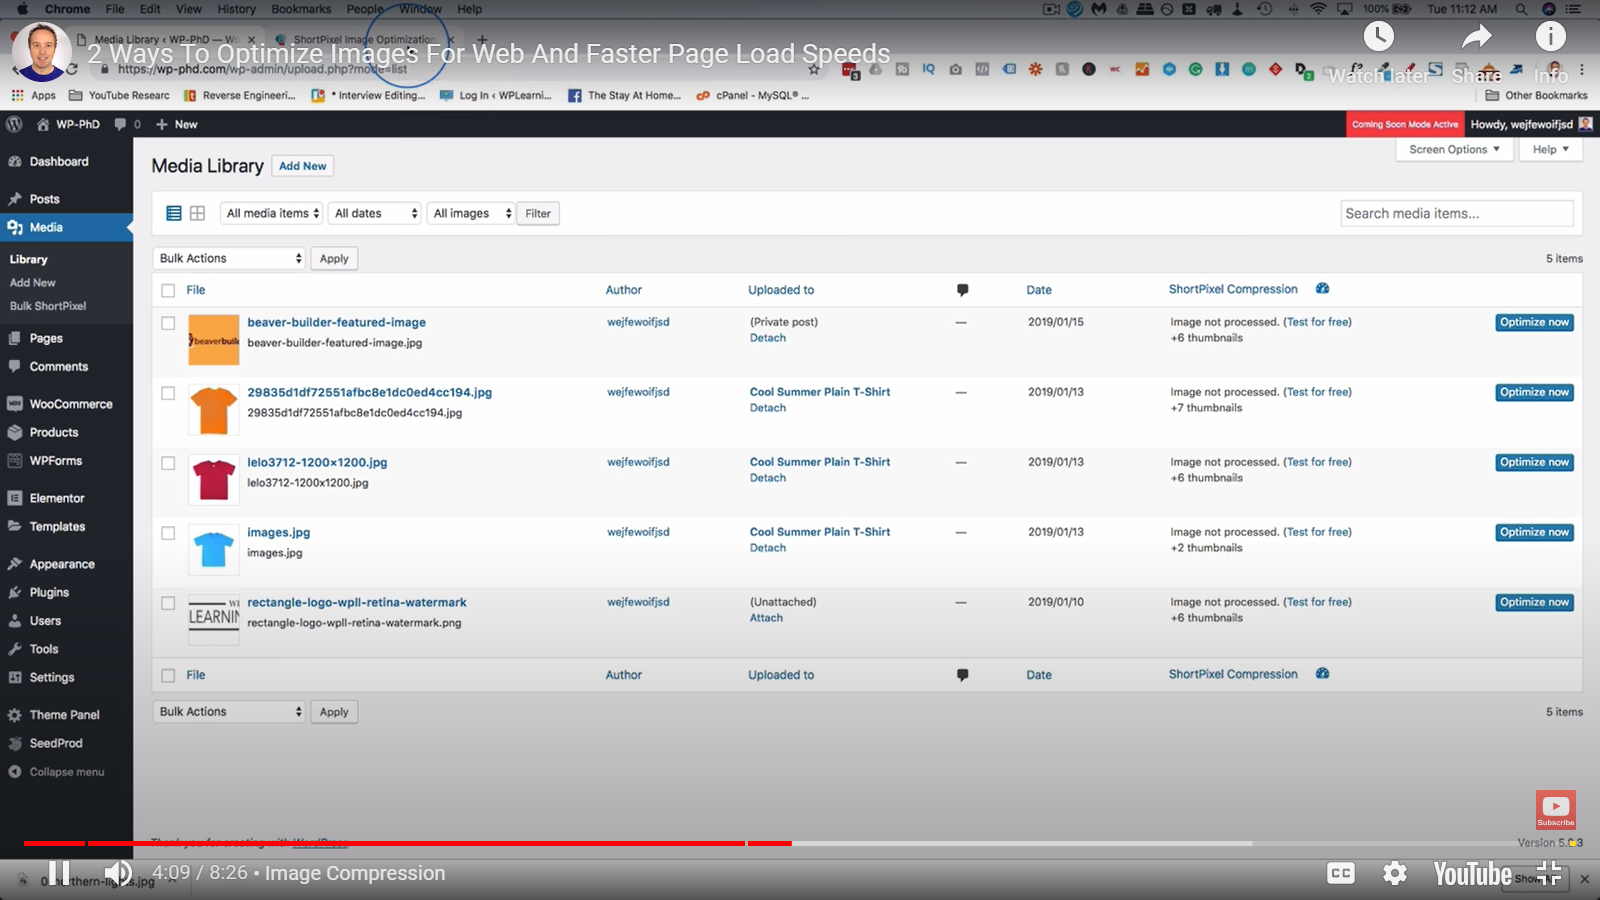 Chrome File Edit View History Bookmarks People Window Help 100% Tue 11:12 AM
Media Library ‹ WP-PhD — Wo ShortPixel Image Optimization
2 Ways To Optimize Images For Web And Faster Page Load Speeds
https://wp-phd.com/wp-admin/upload.php?mode=list
Watch later Share Info
Apps YouTube Researc Reverse Engineeri... * Interview Editing... Log In ‹ WPLearni... The Stay At Home... cPanel - MySQL® ... Other Bookmarks
WP-PhD 0 + New Coming Soon Mode Active Howdy, wejfewoifjsd
Screen Options Help
Media Library Add New
Dashboard
Posts
Media
Library
Add New
Bulk ShortPixel
Pages
Comments
WooCommerce
Products
WPForms
Elementor
Templates
Appearance
Plugins
Users
Tools
Settings
Theme Panel
SeedProd
Collapse menu
All media items All dates All images Filter Search media items...
Bulk Actions Apply 5 items
File Author Uploaded to Date ShortPixel Compression
beaver-builder-featured-image wejfewoifjsd (Private post) — 2019/01/15 Image not processed. (Test for free) Optimize now
beaver-builder-featured-image.jpg Detach +6 thumbnails
29835d1df72551afbc8e1dc0ed4cc194.jpg wejfewoifjsd Cool Summer Plain T-Shirt — 2019/01/13 Image not processed. (Test for free) Optimize now
29835d1df72551afbc8e1dc0ed4cc194.jpg Detach +7 thumbnails
lelo3712-1200×1200.jpg wejfewoifjsd Cool Summer Plain T-Shirt — 2019/01/13 Image not processed. (Test for free) Optimize now
lelo3712-1200x1200.jpg Detach +6 thumbnails
images.jpg wejfewoifjsd Cool Summer Plain T-Shirt — 2019/01/13 Image not processed. (Test for free) Optimize now
images.jpg Detach +2 thumbnails
rectangle-logo-wpll-retina-watermark wejfewoifjsd (Unattached) — 2019/01/10 Image not processed. (Test for free) Optimize now
rectangle-logo-wpll-retina-watermark.png Attach +6 thumbnails
File Author Uploaded to Date ShortPixel Compression
Bulk Actions Apply 5 items
Subscribe
Thank you for creating with WordPress Version
4:09 / 8:26 • Image Compression CC YouTube
northern-lights.jpg Show